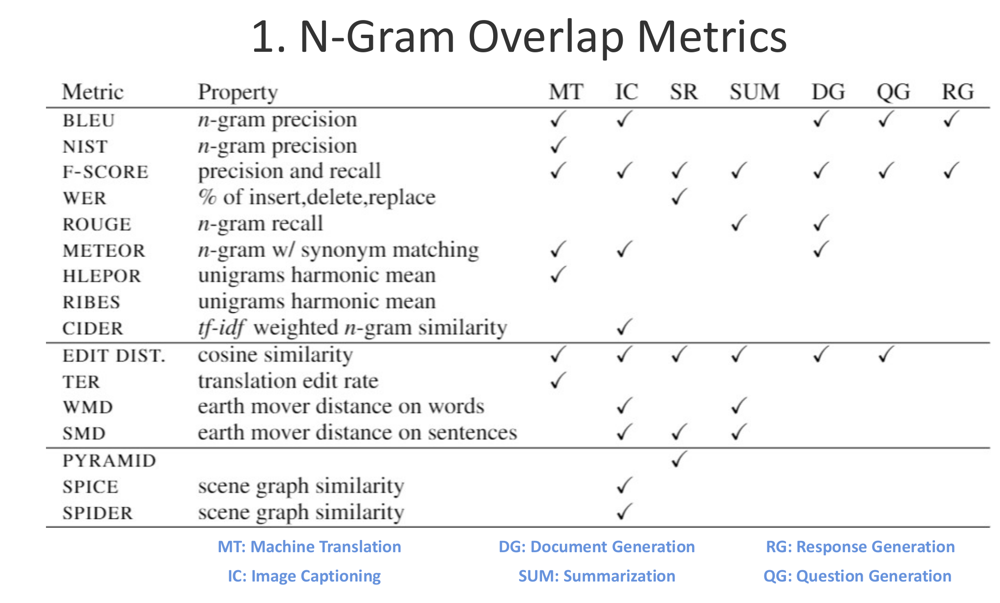 1. N-Gram Overlap Metrics
Metric Property MT IC SR SUM DG QG RG
BLEU n-gram precision ✓ ✓ ✓ ✓ ✓
NIST n-gram precision ✓
F-SCORE precision and recall ✓ ✓ ✓ ✓ ✓ ✓ ✓
WER % of insert,delete,replace ✓
ROUGE n-gram recall ✓ ✓
METEOR n-gram w/ synonym matching ✓ ✓ ✓
HLEPOR unigrams harmonic mean ✓
RIBES unigrams harmonic mean
CIDER tf-idf weighted n-gram similarity ✓
EDIT DIST. cosine similarity ✓ ✓ ✓ ✓ ✓ ✓
TER translation edit rate ✓
WMD earth mover distance on words ✓ ✓
SMD earth mover distance on sentences ✓ ✓ ✓
PYRAMID ✓
SPICE scene graph similarity ✓
SPIDER scene graph similarity ✓
MT: Machine Translation DG: Document Generation RG: Response Generation
IC: Image Captioning SUM: Summarization QG: Question Generation